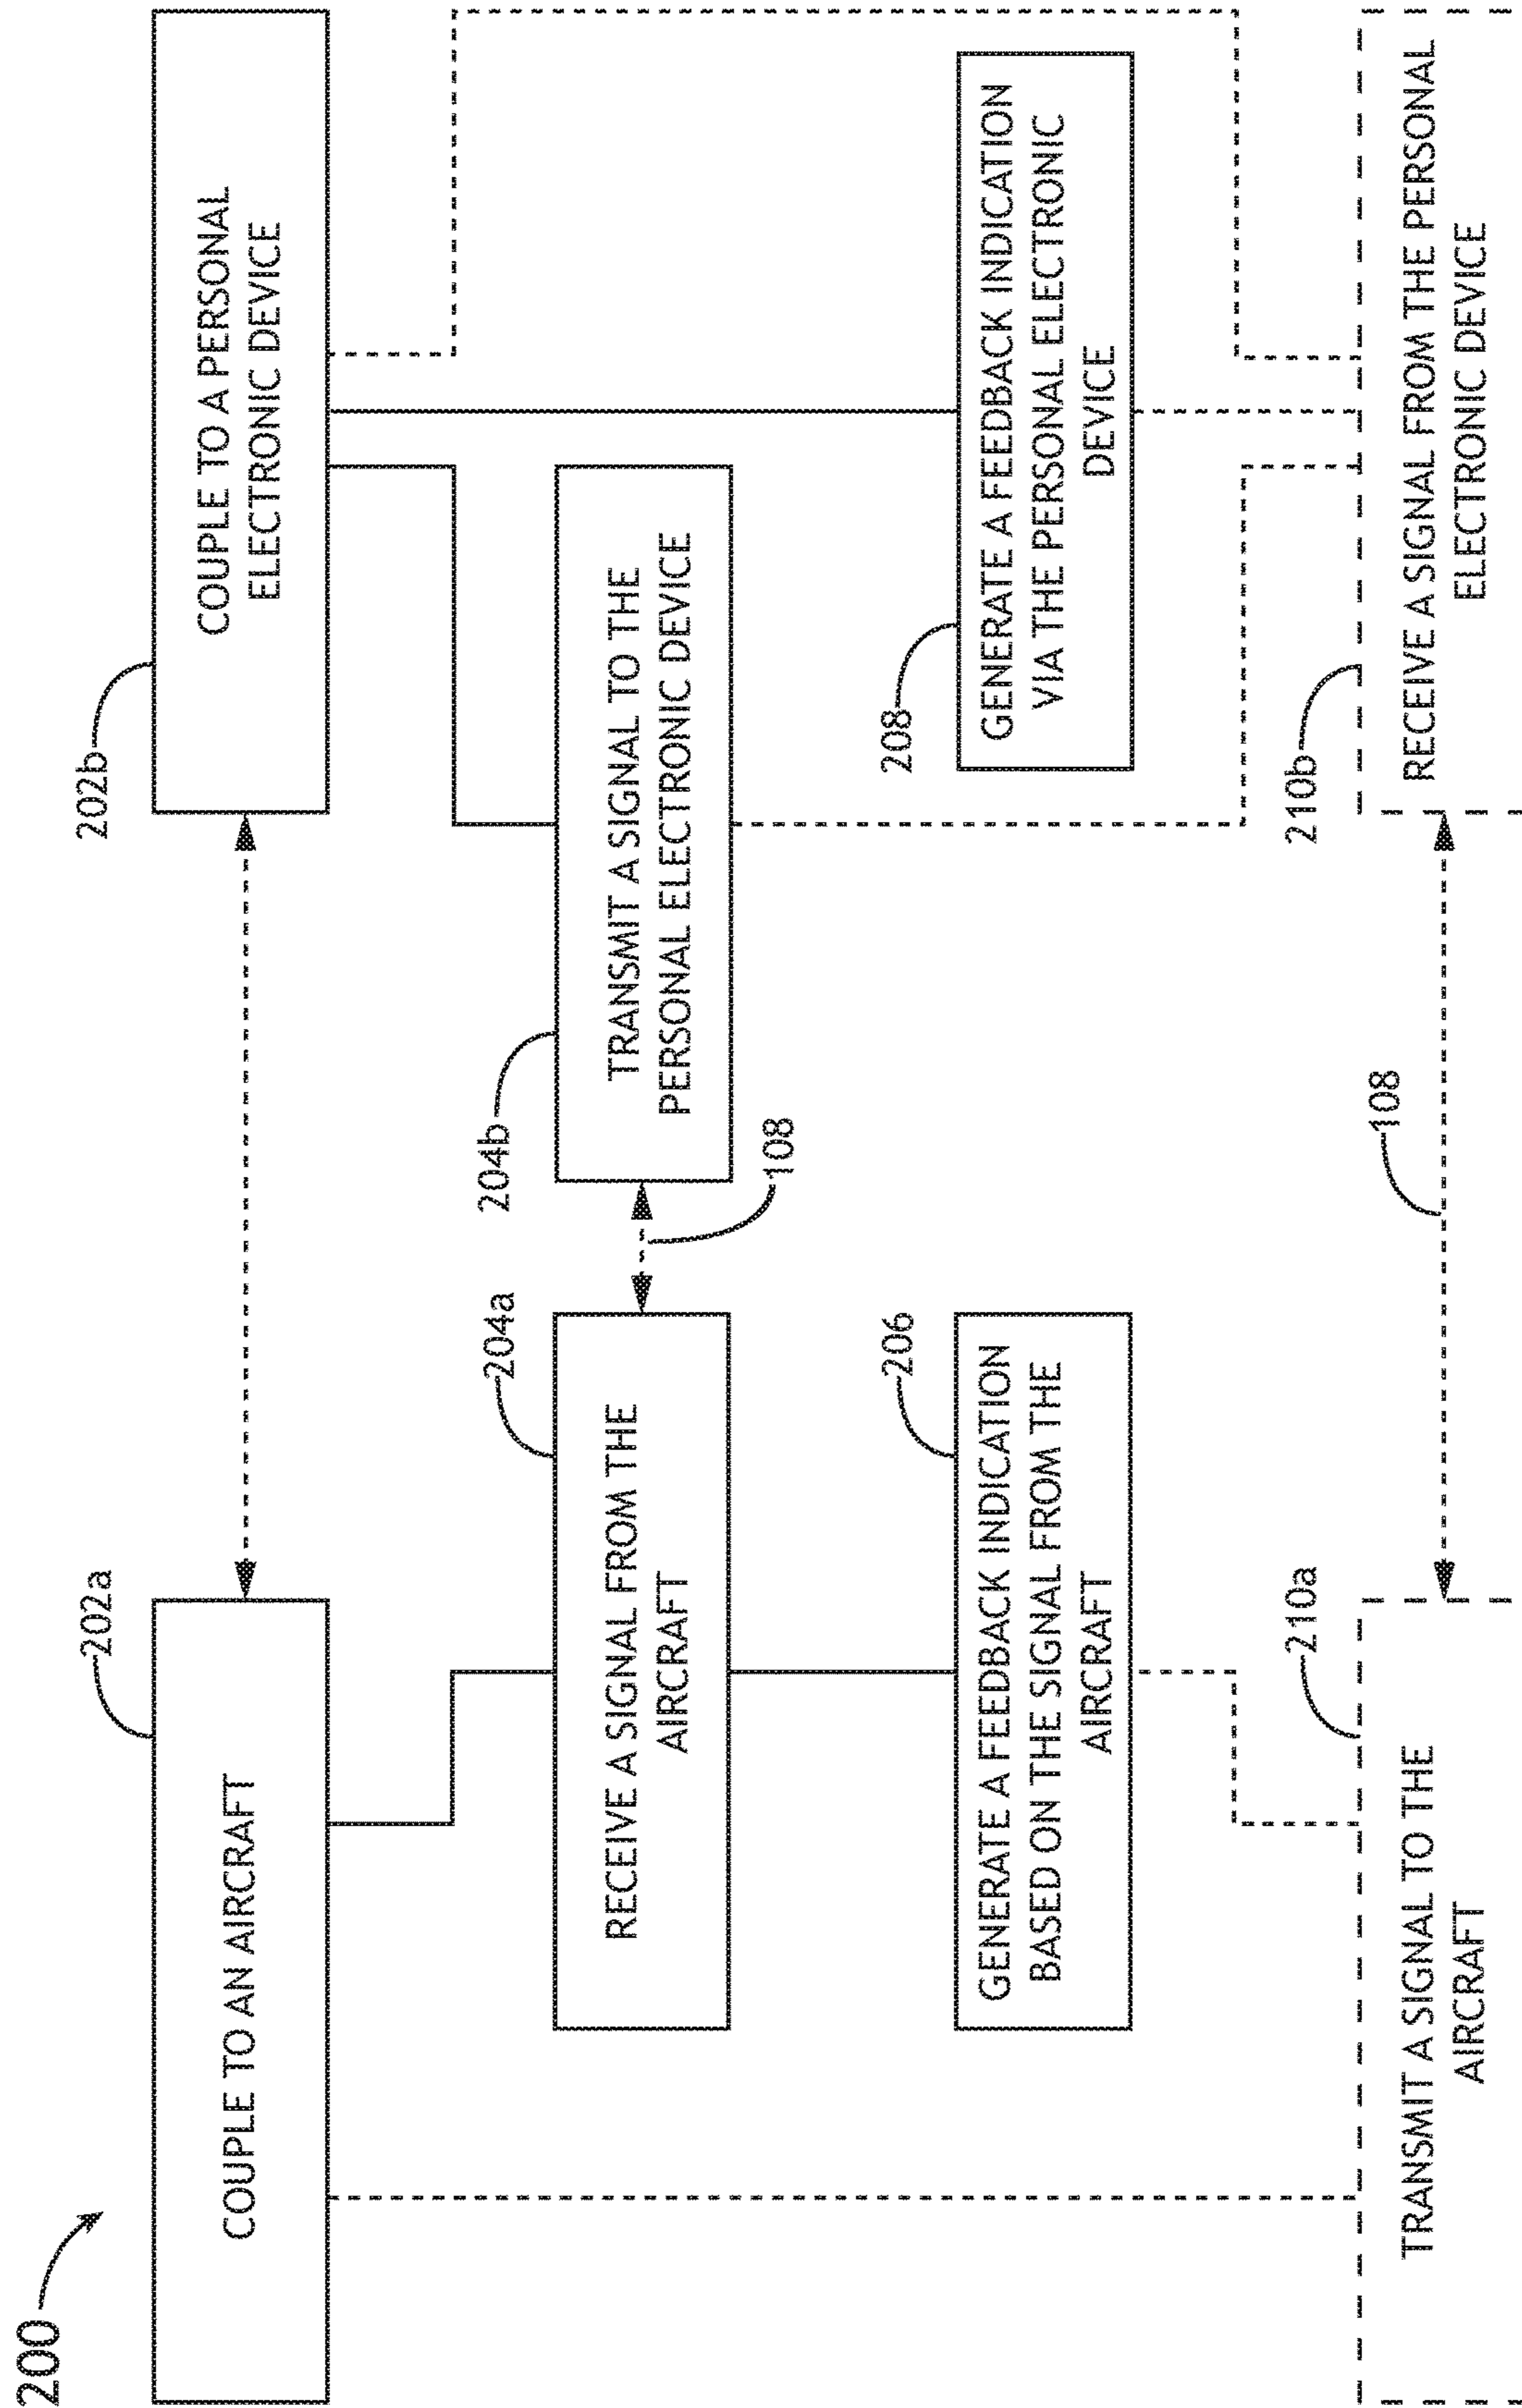 200
202a
COUPLE TO AN AIRCRAFT
202b
COUPLE TO A PERSONAL
ELECTRONIC DEVICE
204a
RECEIVE A SIGNAL FROM THE
AIRCRAFT
108
204b
TRANSMIT A SIGNAL TO THE
PERSONAL ELECTRONIC DEVICE
206
GENERATE A FEEDBACK INDICATION
BASED ON THE SIGNAL FROM THE
AIRCRAFT
208
GENERATE A FEEDBACK INDICATION
VIA THE PERSONAL ELECTRONIC
DEVICE
210a
TRANSMIT A SIGNAL TO THE
AIRCRAFT
108
210b
RECEIVE A SIGNAL FROM THE PERSONAL
ELECTRONIC DEVICE